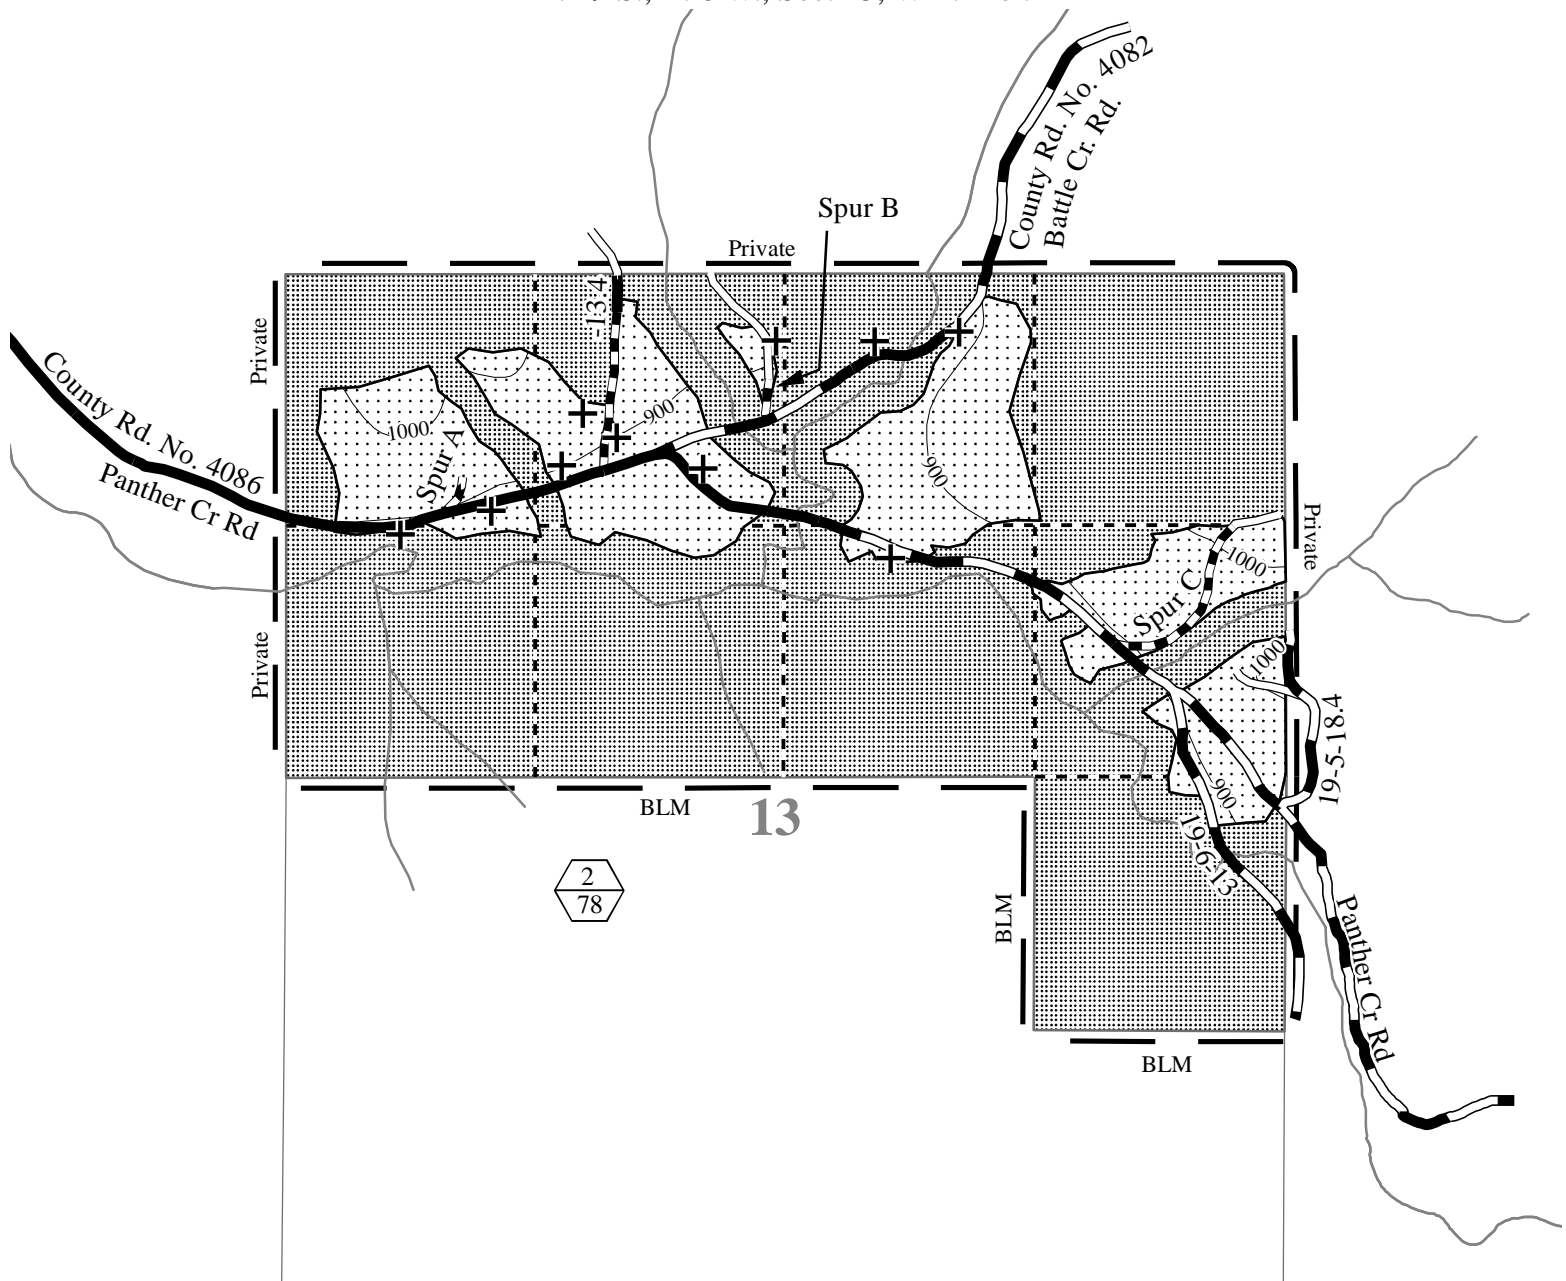 County Rd. No. 4082
Battle Cr. Rd.
Spur B
Private
-13.4
Private
County Rd. No. 4086
Panther Cr Rd
1000
Spur A
900
900
Private
1000
Spur C
Private
1000
19-5-18.4
900
BLM
13
19-6-13
2
78
BLM
Panther Cr Rd
BLM